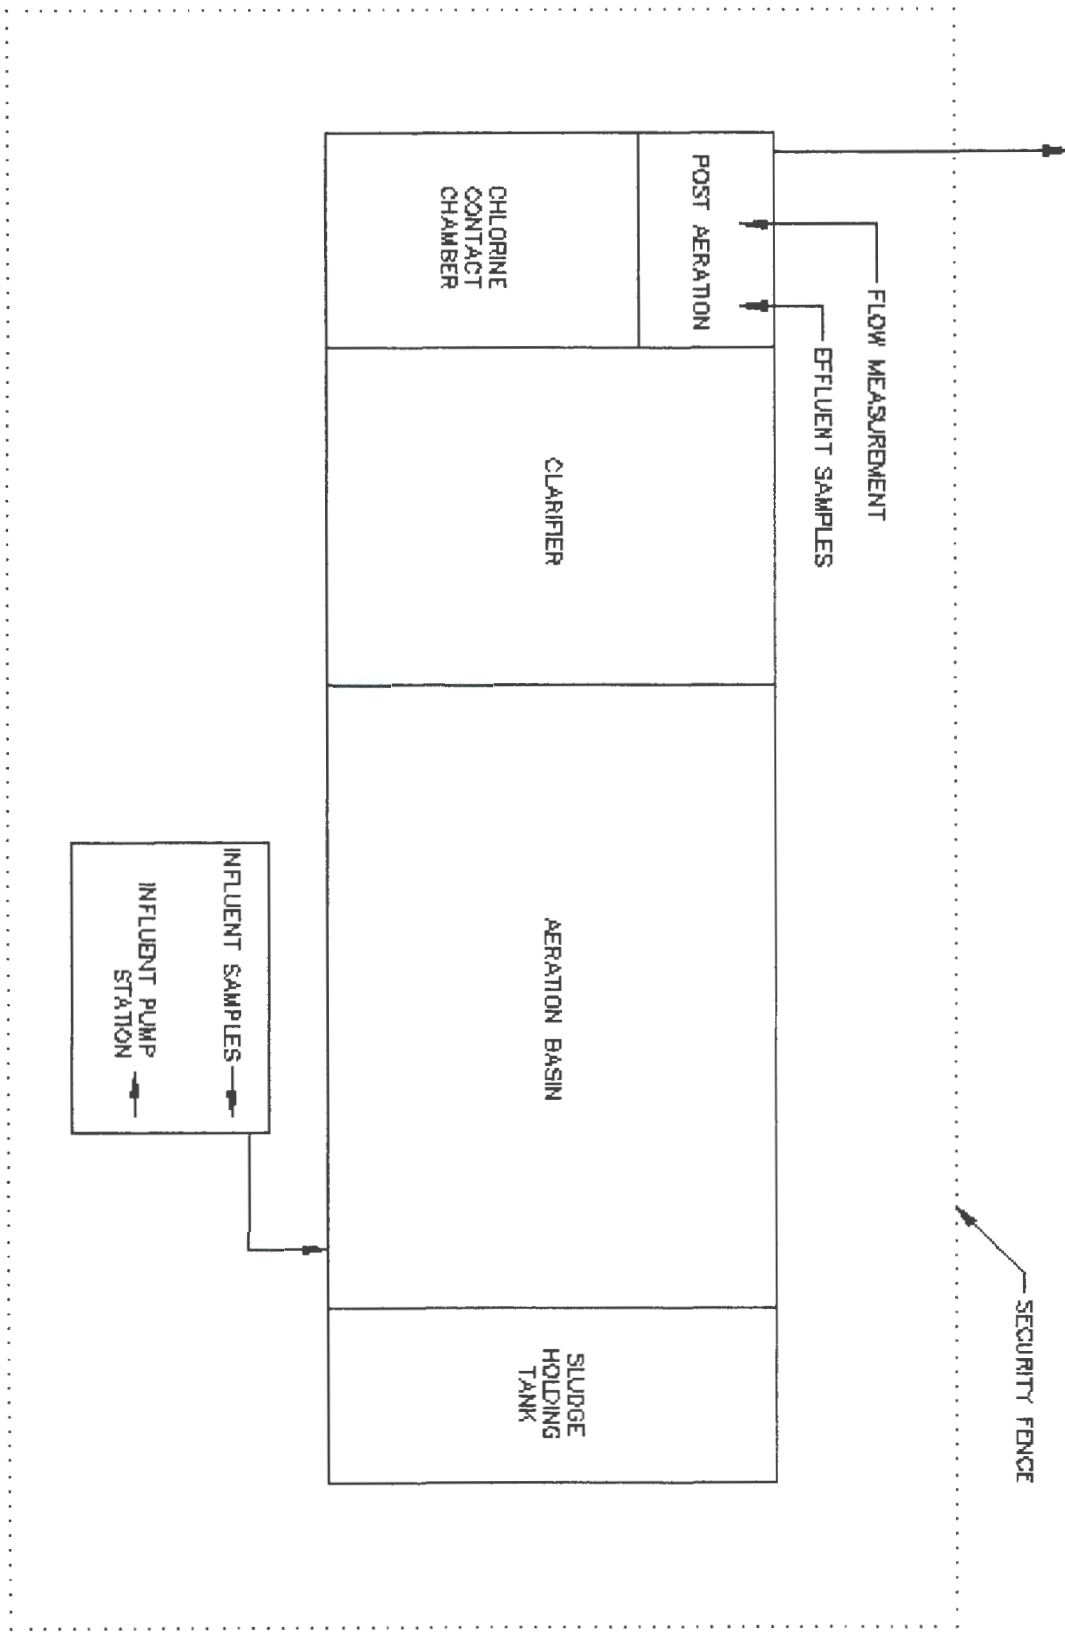 SECURITY FENCE
FLOW MEASUREMENT
EFFLUENT SAMPLES
POST AERATION
CHLORINE
CONTACT
CHAMBER
CLARIFIER
AERATION BASIN
SLUDGE
HOLDING
TANK
INFLUENT SAMPLES
INFLUENT PUMP
STATION